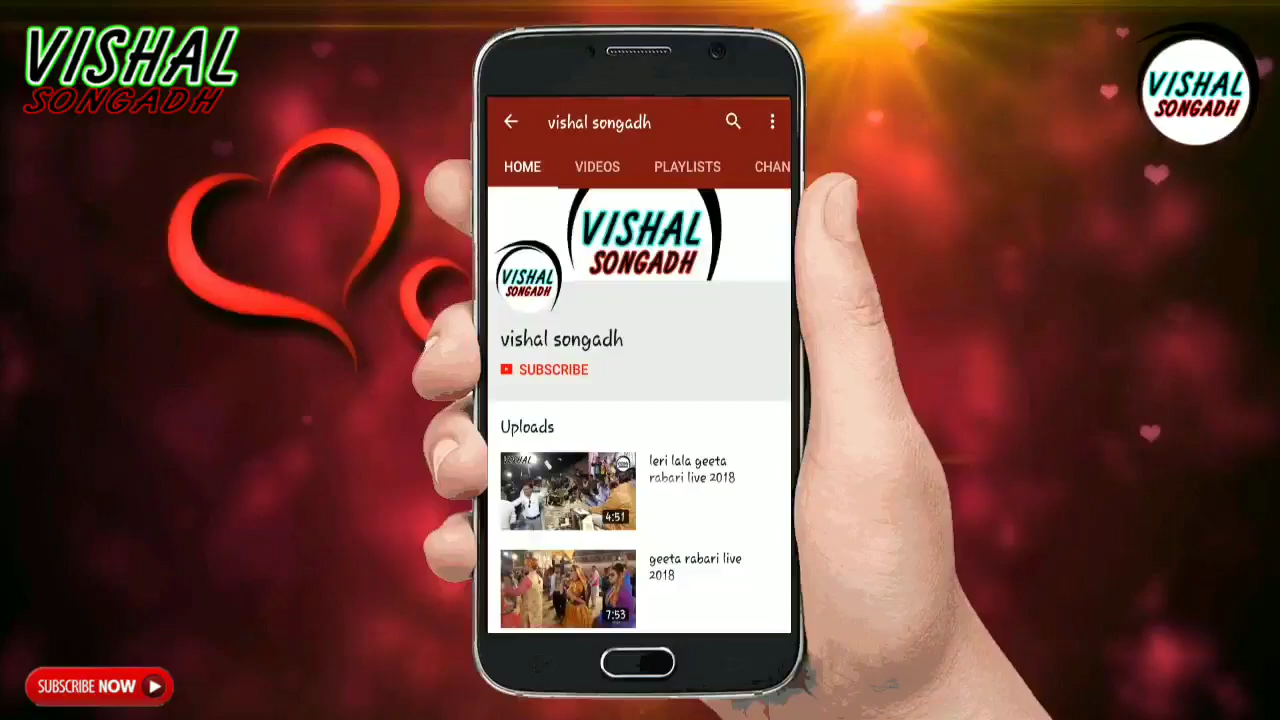 VISHAL
SONGADH
VISHAL
SONGADH
vishal songadh
HOME VIDEOS PLAYLISTS CHAN
VISHAL
SONGADH
VISHAL
SONGADH
vishal songadh
SUBSCRIBE
Uploads
VISHAL
leri lala geeta
rabari live 2018
4:51
geeta rabari live
2018
7:53
SUBSCRIBE NOW